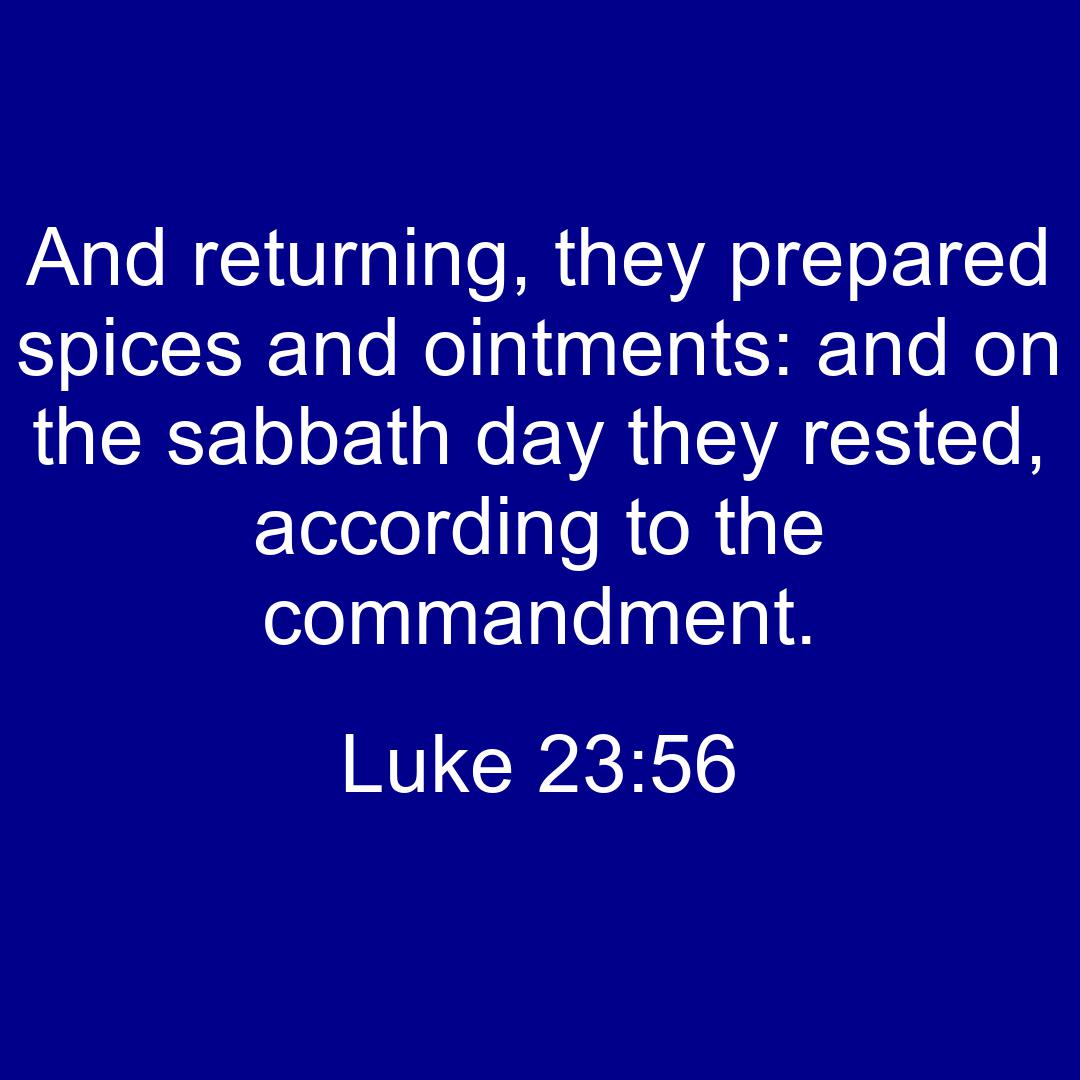 And returning, they prepared
spices and ointments: and on
the sabbath day they rested,
according to the
commandment.
Luke 23:56